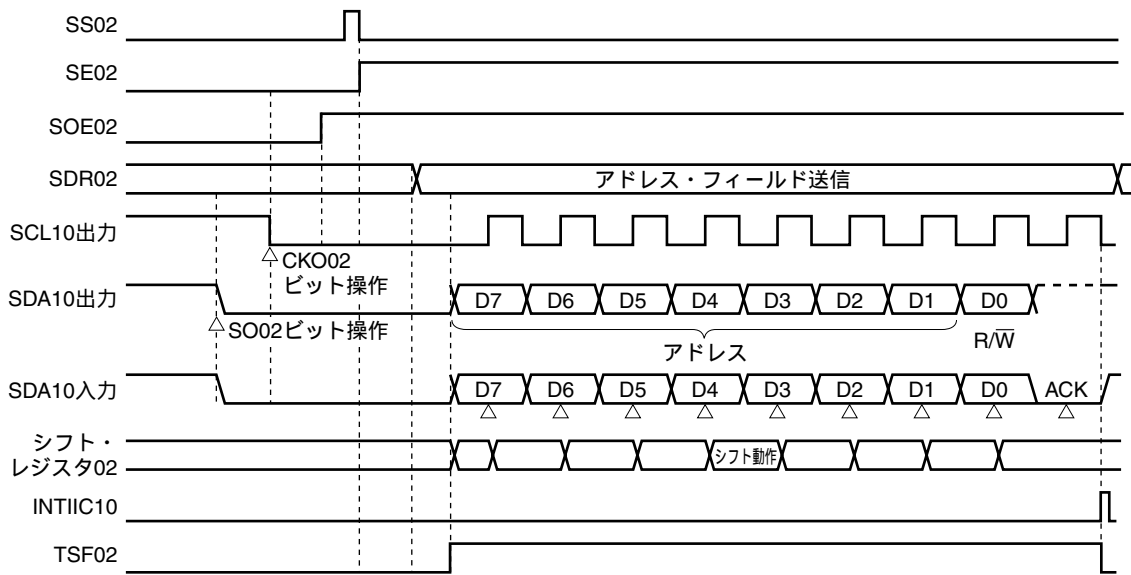 SS02
SE02
SOE02
SDR02
アドレス・フィールド送信
SCL10出力
CKO02
ビット操作
SDA10出力
D7 D6 D5 D4 D3 D2 D1 D0
SO02ビット操作
アドレス
R/W̅
SDA10入力
D7 D6 D5 D4 D3 D2 D1 D0 ACK
シフト・
レジスタ02
シフト動作
INTIIC10
TSF02